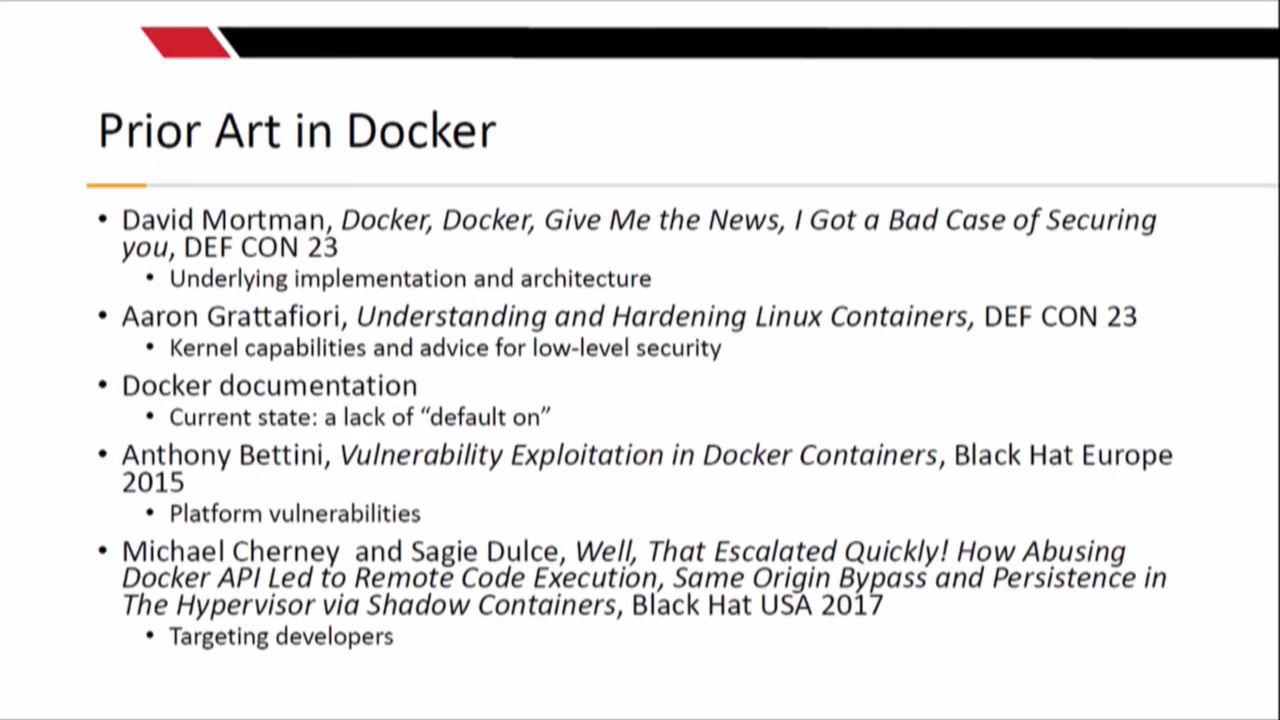 Prior Art in Docker
• David Mortman, Docker, Docker, Give Me the News, I Got a Bad Case of Securing
you, DEF CON 23
• Underlying implementation and architecture
• Aaron Grattafiori, Understanding and Hardening Linux Containers, DEF CON 23
• Kernel capabilities and advice for low-level security
• Docker documentation
• Current state: a lack of “default on”
• Anthony Bettini, Vulnerability Exploitation in Docker Containers, Black Hat Europe
2015
• Platform vulnerabilities
• Michael Cherney and Sagie Dulce, Well, That Escalated Quickly! How Abusing
Docker API Led to Remote Code Execution, Same Origin Bypass and Persistence in
The Hypervisor via Shadow Containers, Black Hat USA 2017
• Targeting developers